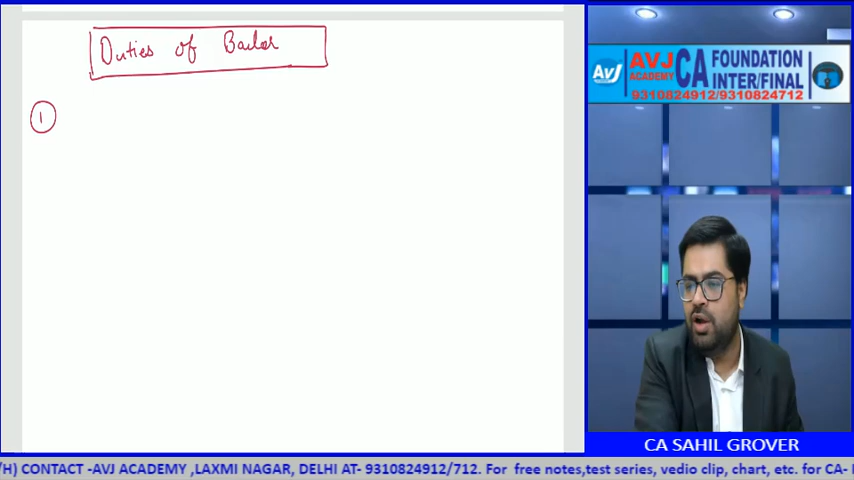 Duties of Bailor
1
AVJ
AVJ
ACADEMY
CA
FOUNDATION
INTER/FINAL
9310824912/9310824712
CA SAHIL GROVER
/H) CONTACT -AVJ ACADEMY ,LAXMI NAGAR, DELHI AT- 9310824912/712. For free notes,test series, vedio clip, chart, etc. for CA-